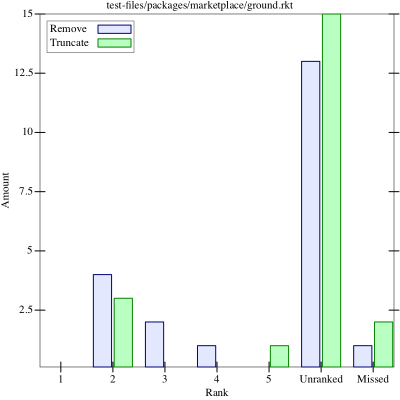 test-files/packages/marketplace/ground.rkt
Remove
Truncate
15
12.5
10
7.5
5
2.5
Amount
1 2 3 4 5 Unranked Missed
Rank